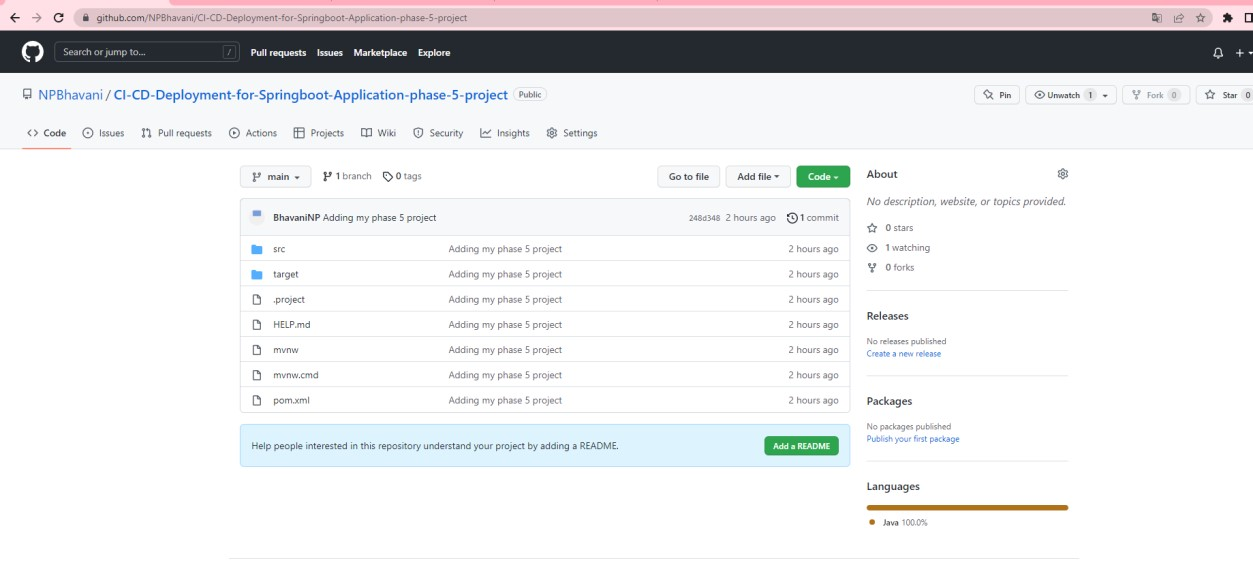 github.com/NPBhavani/CI-CD-Deployment-for-Springboot-Application-phase-5-project
Search or jump to... / Pull requests Issues Marketplace Explore
NPBhavani / CI-CD-Deployment-for-Springboot-Application-phase-5-project Public Pin Unwatch 1 Fork 0 Star 0
Code Issues Pull requests Actions Projects Wiki Security Insights Settings
main 1 branch 0 tags Go to file Add file Code
BhavaniNP Adding my phase 5 project 248d348 2 hours ago 1 commit
src Adding my phase 5 project 2 hours ago
target Adding my phase 5 project 2 hours ago
.project Adding my phase 5 project 2 hours ago
HELP.md Adding my phase 5 project 2 hours ago
mvnw Adding my phase 5 project 2 hours ago
mvnw.cmd Adding my phase 5 project 2 hours ago
pom.xml Adding my phase 5 project 2 hours ago
Help people interested in this repository understand your project by adding a README. Add a README
About
No description, website, or topics provided.
0 stars
1 watching
0 forks
Releases
No releases published
Create a new release
Packages
No packages published
Publish your first package
Languages
Java 100.0%